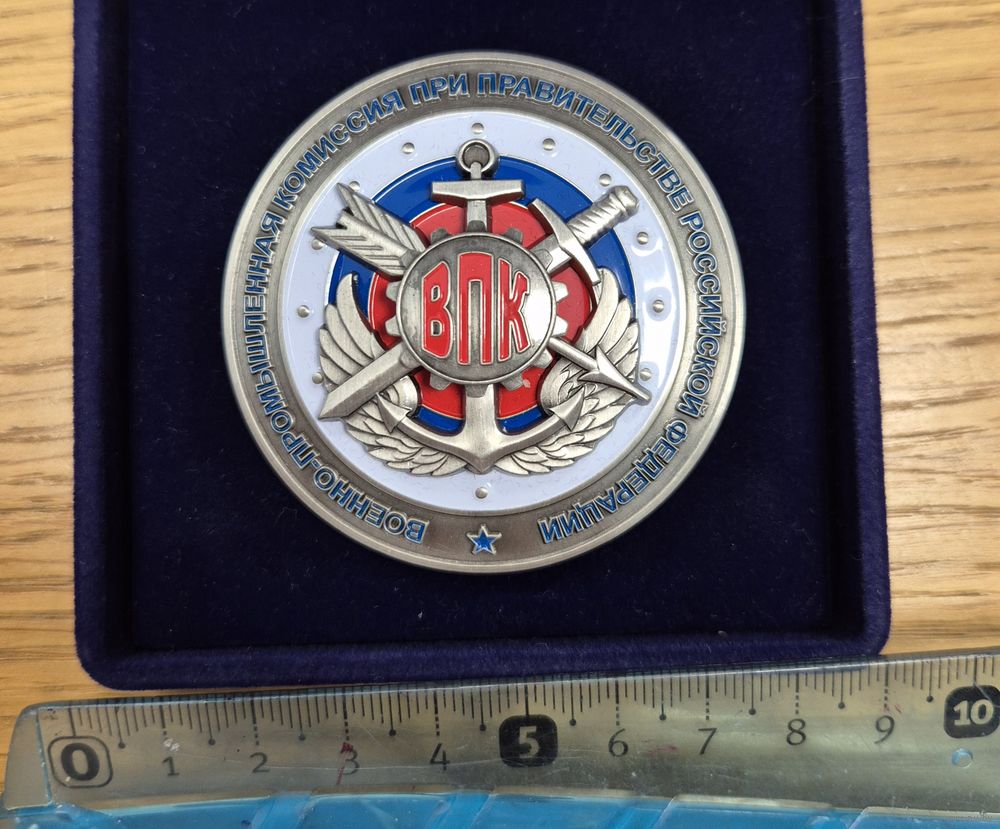 ВОЕННО-ПРОМЫШЛЕННАЯ КОМИССИЯ ПРИ ПРАВИТЕЛЬСТВЕ РОССИЙСКОЙ ФЕДЕРАЦИИ
ВПК
0 1 2 3 4 5 6 7 8 9 10